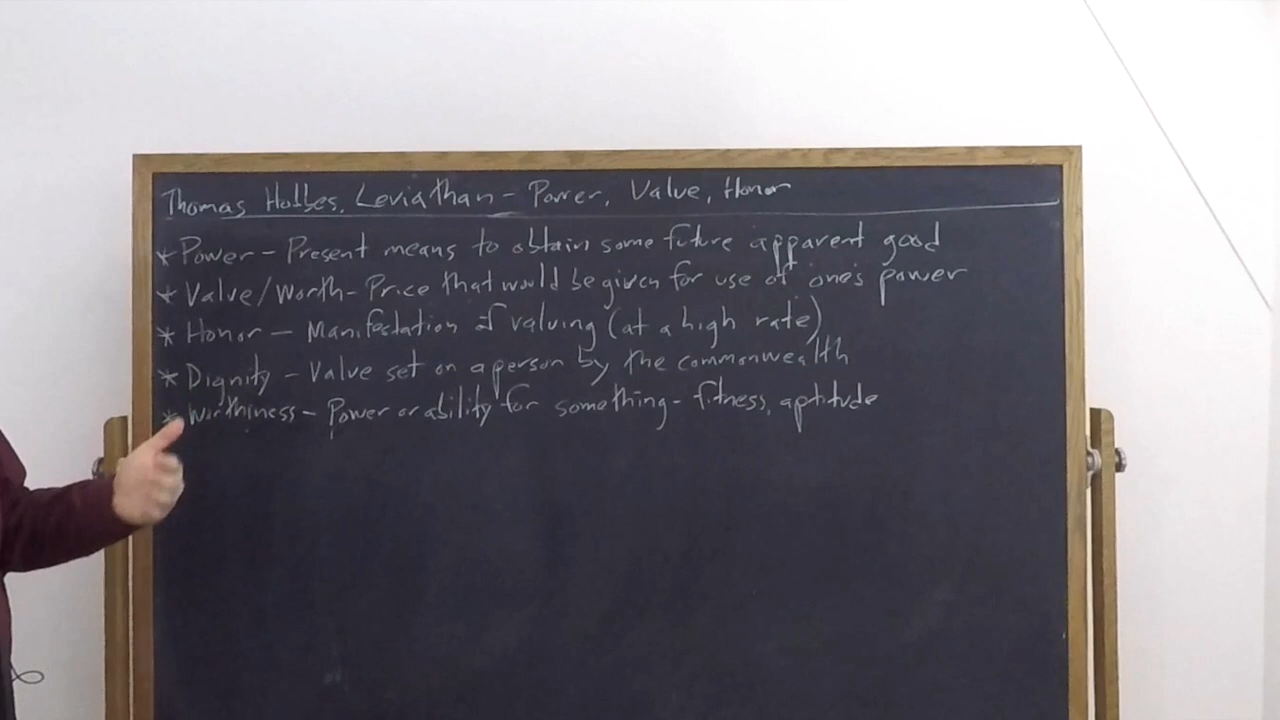 Thomas Hobbes, Leviathan - Power, Value, Honor
* Power - Present means to obtain some future apparent good
* Value/Worth - Price that would be given for use of one's power
* Honor - Manifestation of valuing (at a high rate)
* Dignity - Value set on a person by the commonwealth
* Worthiness - Power or ability for something - fitness, aptitude